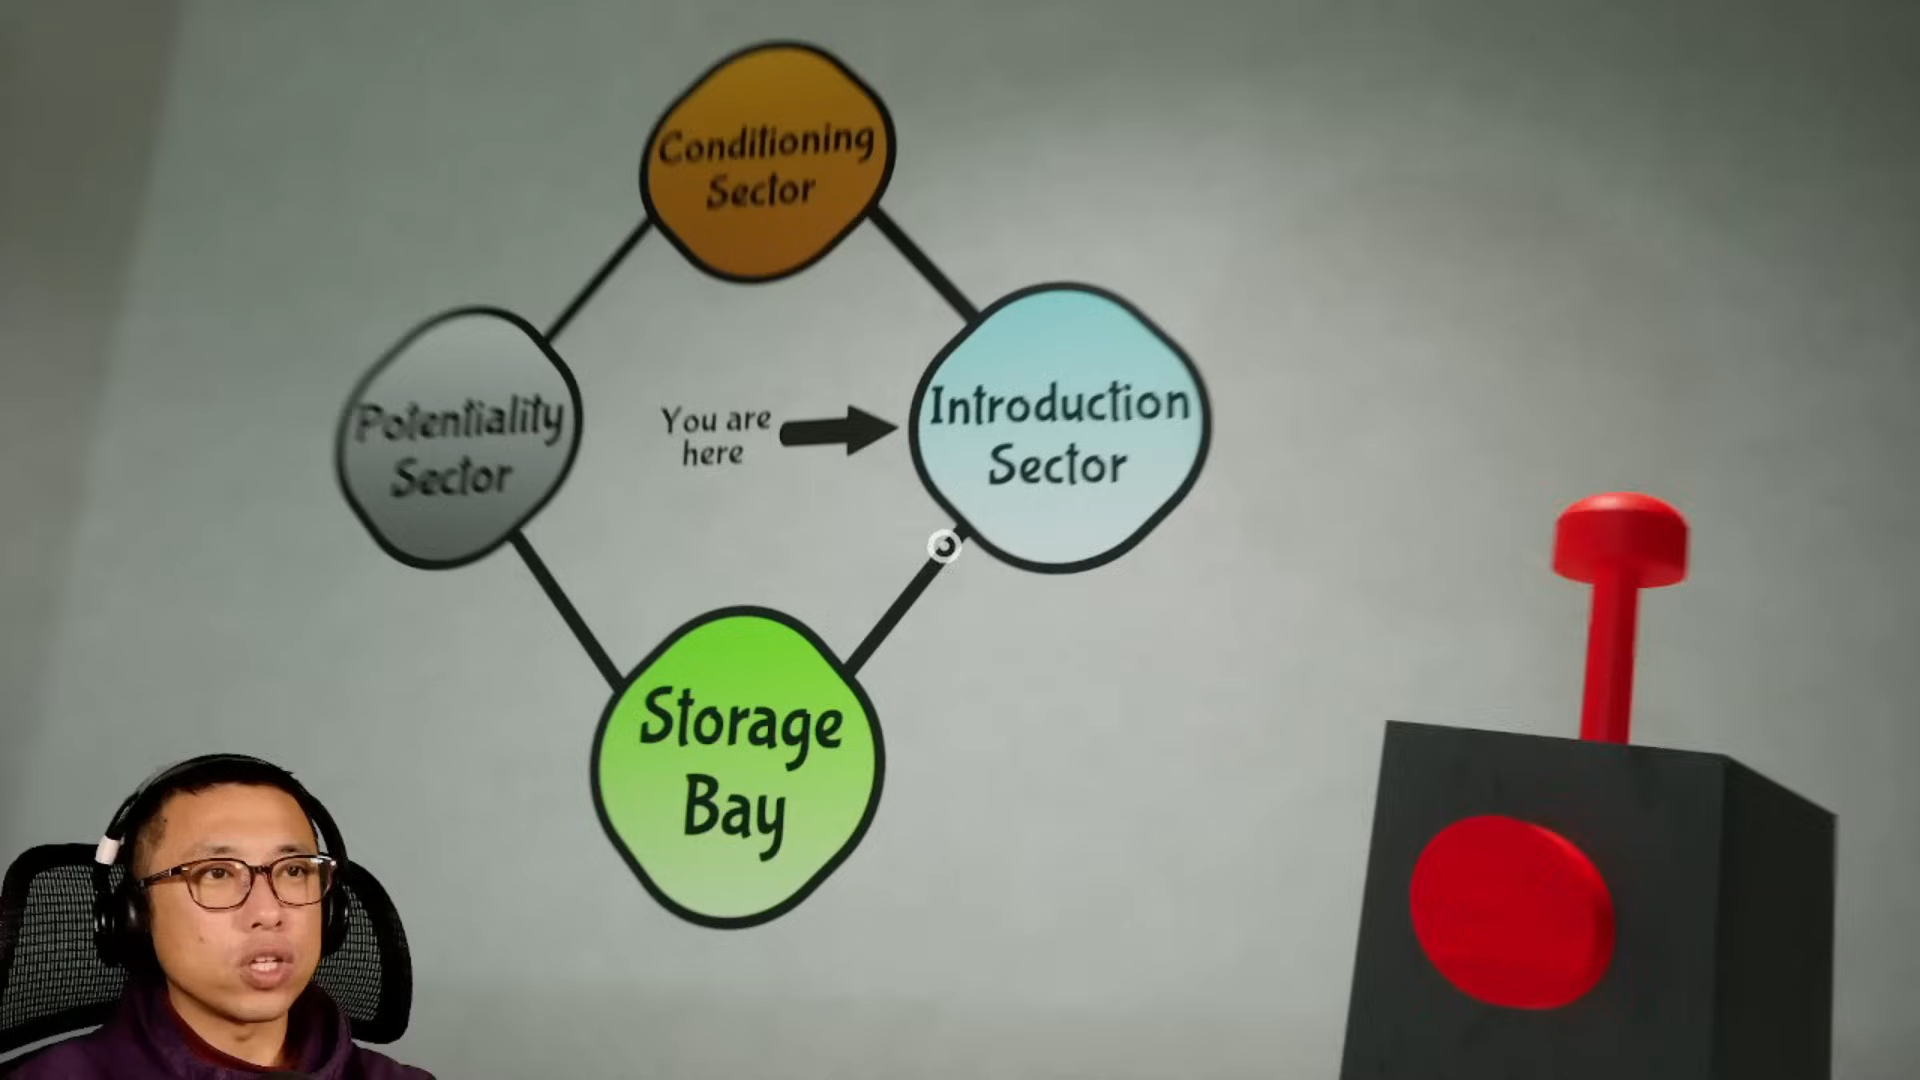 Conditioning
Sector
Potentiality
Sector
You are
here
Introduction
Sector
Storage
Bay